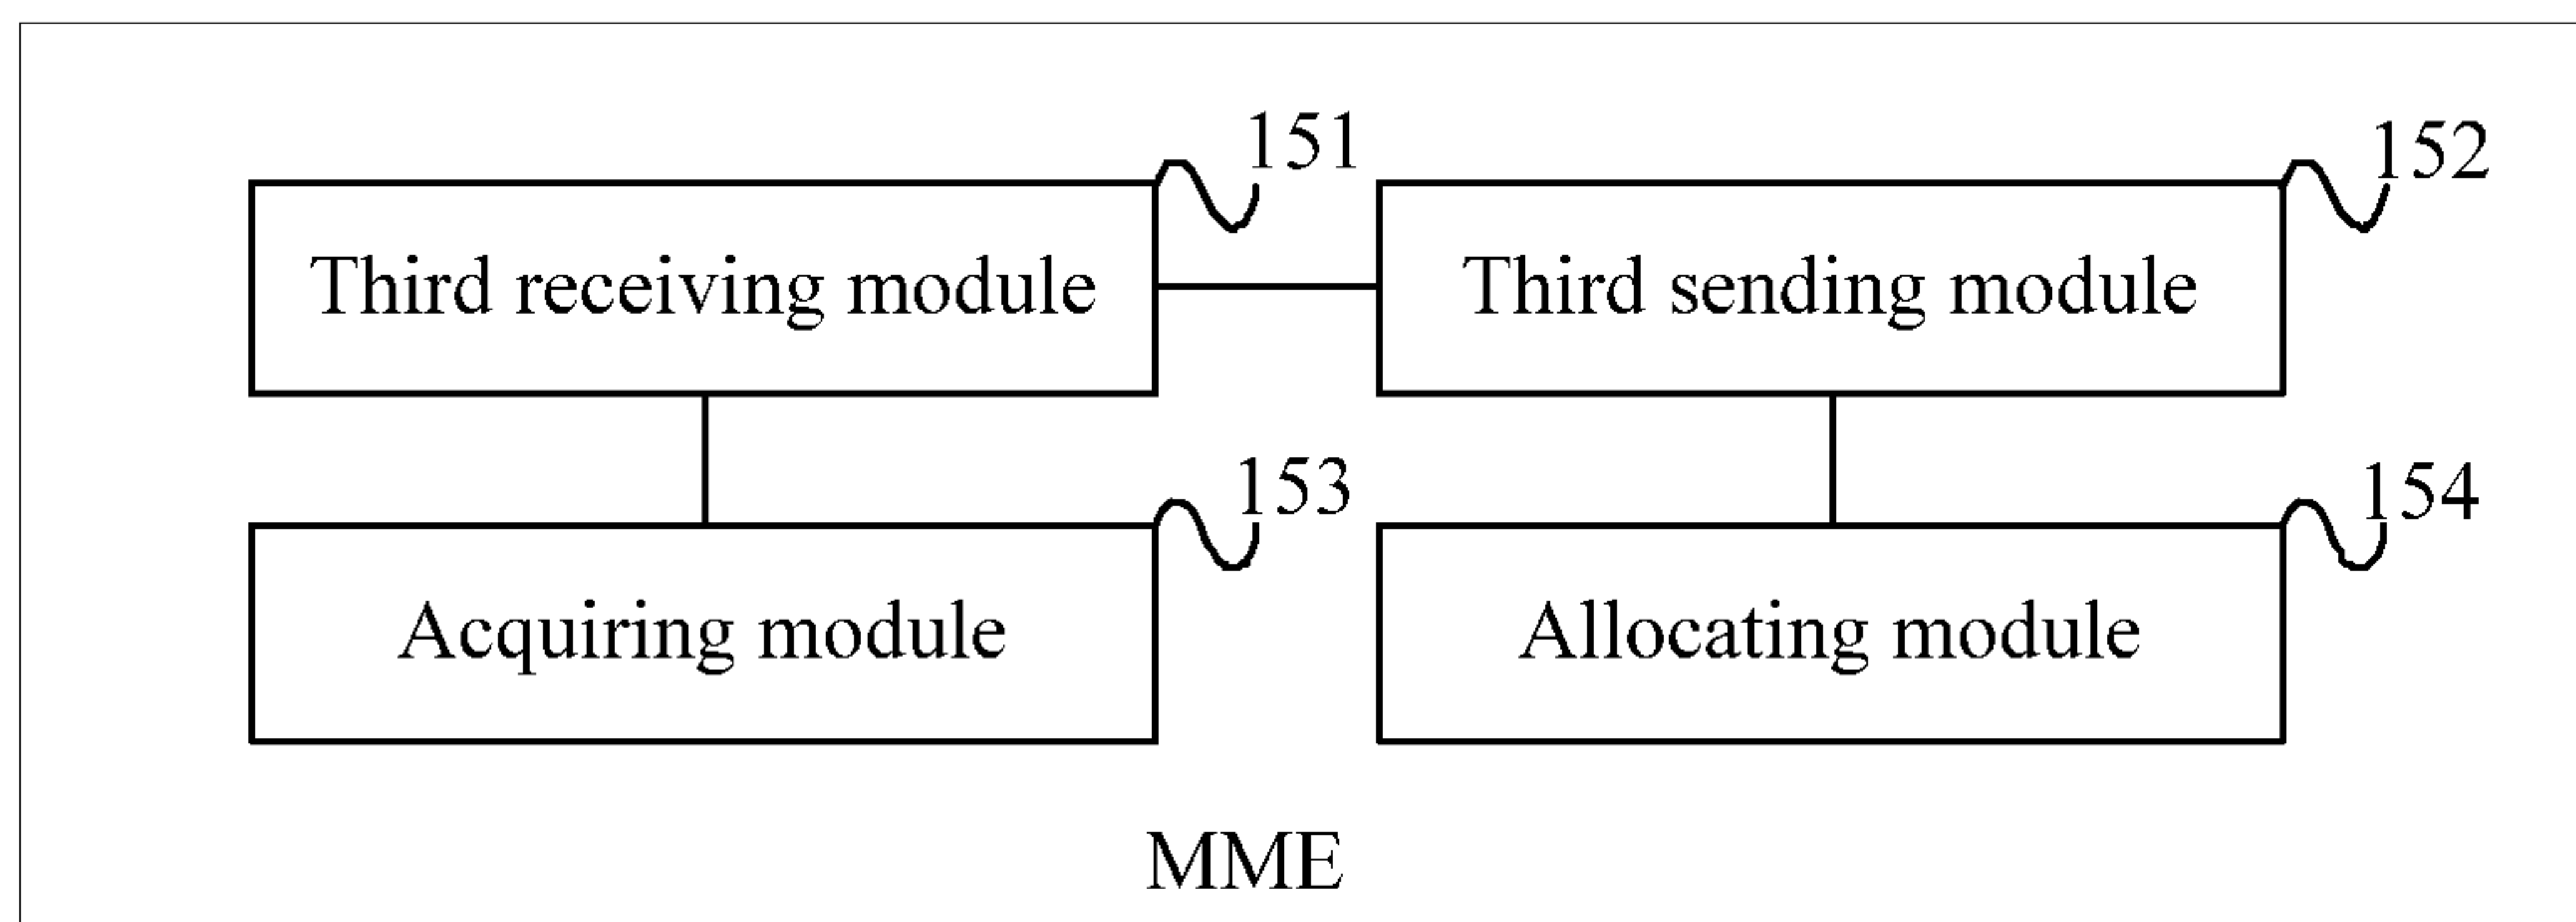 151
152
Third receiving module
Third sending module
153
154
Acquiring module
Allocating module
MME